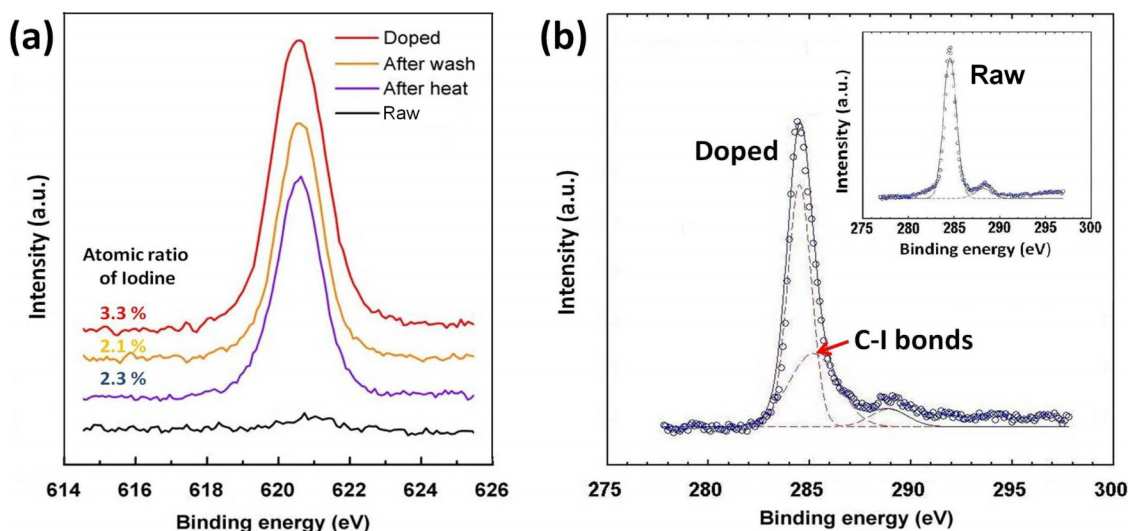 (a)
Doped
After wash
After heat
Raw
Atomic ratio
of Iodine
3.3 %
2.1 %
2.3 %
Intensity (a.u.)
614 616 618 620 622 624 626
Binding energy (eV)
(b)
Doped
C-I bonds
Intensity (a.u.)
275 280 285 290 295 300
Binding energy (eV)
Raw
Intensity (a.u.)
275 280 285 290 295 300
Binding energy (eV)